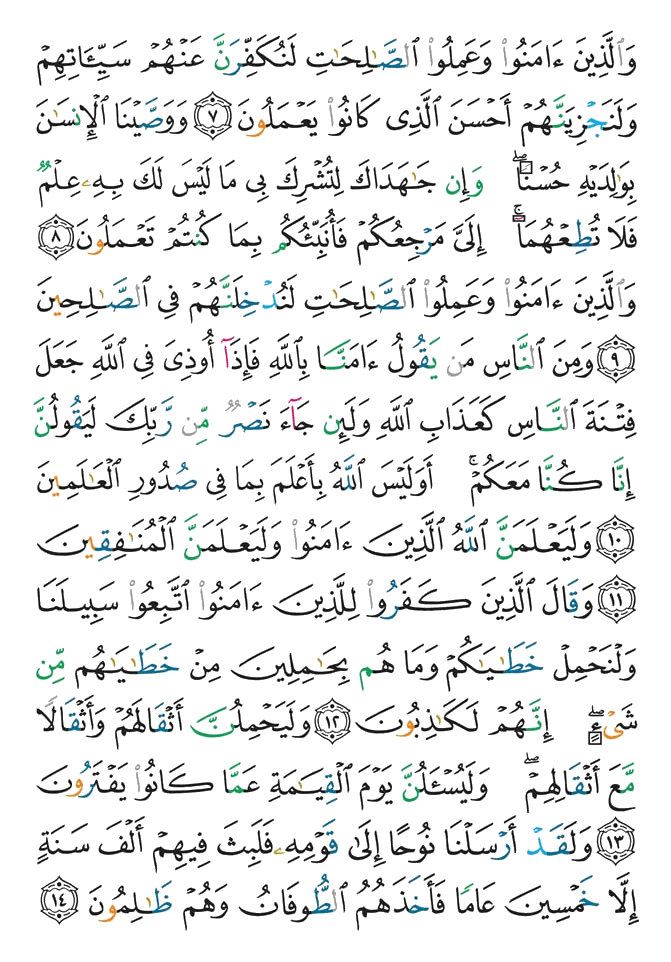 وَٱلَّذِينَ ءَامَنُوا۟ وَعَمِلُوا۟ ٱلصَّـٰلِحَـٰتِ لَنُكَفِّرَنَّ عَنْهُمْ سَيِّـَٔاتِهِمْ
وَلَنَجْزِيَنَّهُمْ أَحْسَنَ ٱلَّذِى كَانُوا۟ يَعْمَلُونَ ٧ وَوَصَّيْنَا ٱلْإِنسَـٰنَ
بِوَٰلِدَيْهِ حُسْنًا ۖ وَإِن جَـٰهَدَاكَ لِتُشْرِكَ بِى مَا لَيْسَ لَكَ بِهِۦ عِلْمٌ
فَلَا تُطِعْهُمَآ ۚ إِلَىَّ مَرْجِعُكُمْ فَأُنَبِّئُكُم بِمَا كُنتُمْ تَعْمَلُونَ ٨
وَٱلَّذِينَ ءَامَنُوا۟ وَعَمِلُوا۟ ٱلصَّـٰلِحَـٰتِ لَنُدْخِلَنَّهُمْ فِى ٱلصَّـٰلِحِينَ
٩ وَمِنَ ٱلنَّاسِ مَن يَقُولُ ءَامَنَّا بِٱللَّهِ فَإِذَآ أُوذِىَ فِى ٱللَّهِ جَعَلَ
فِتْنَةَ ٱلنَّاسِ كَعَذَابِ ٱللَّهِ وَلَئِن جَآءَ نَصْرٌ مِّن رَّبِّكَ لَيَقُولُنَّ
إِنَّا كُنَّا مَعَكُمْ ۚ أَوَلَيْسَ ٱللَّهُ بِأَعْلَمَ بِمَا فِى صُدُورِ ٱلْعَـٰلَمِينَ
١٠ وَلَيَعْلَمَنَّ ٱللَّهُ ٱلَّذِينَ ءَامَنُوا۟ وَلَيَعْلَمَنَّ ٱلْمُنَـٰفِقِينَ
١١ وَقَالَ ٱلَّذِينَ كَفَرُوا۟ لِلَّذِينَ ءَامَنُوا۟ ٱتَّبِعُوا۟ سَبِيلَنَا
وَلْنَحْمِلْ خَطَـٰيَـٰكُمْ وَمَا هُم بِحَـٰمِلِينَ مِنْ خَطَـٰيَـٰهُم مِّن
شَىْءٍ ۖ إِنَّهُمْ لَكَـٰذِبُونَ ١٢ وَلَيَحْمِلُنَّ أَثْقَالَهُمْ وَأَثْقَالًا
مَّعَ أَثْقَالِهِمْ ۖ وَلَيُسْـَٔلُنَّ يَوْمَ ٱلْقِيَـٰمَةِ عَمَّا كَانُوا۟ يَفْتَرُونَ
١٣ وَلَقَدْ أَرْسَلْنَا نُوحًا إِلَىٰ قَوْمِهِۦ فَلَبِثَ فِيهِمْ أَلْفَ سَنَةٍ
إِلَّا خَمْسِينَ عَامًا فَأَخَذَهُمُ ٱلطُّوفَانُ وَهُمْ ظَـٰلِمُونَ ١٤